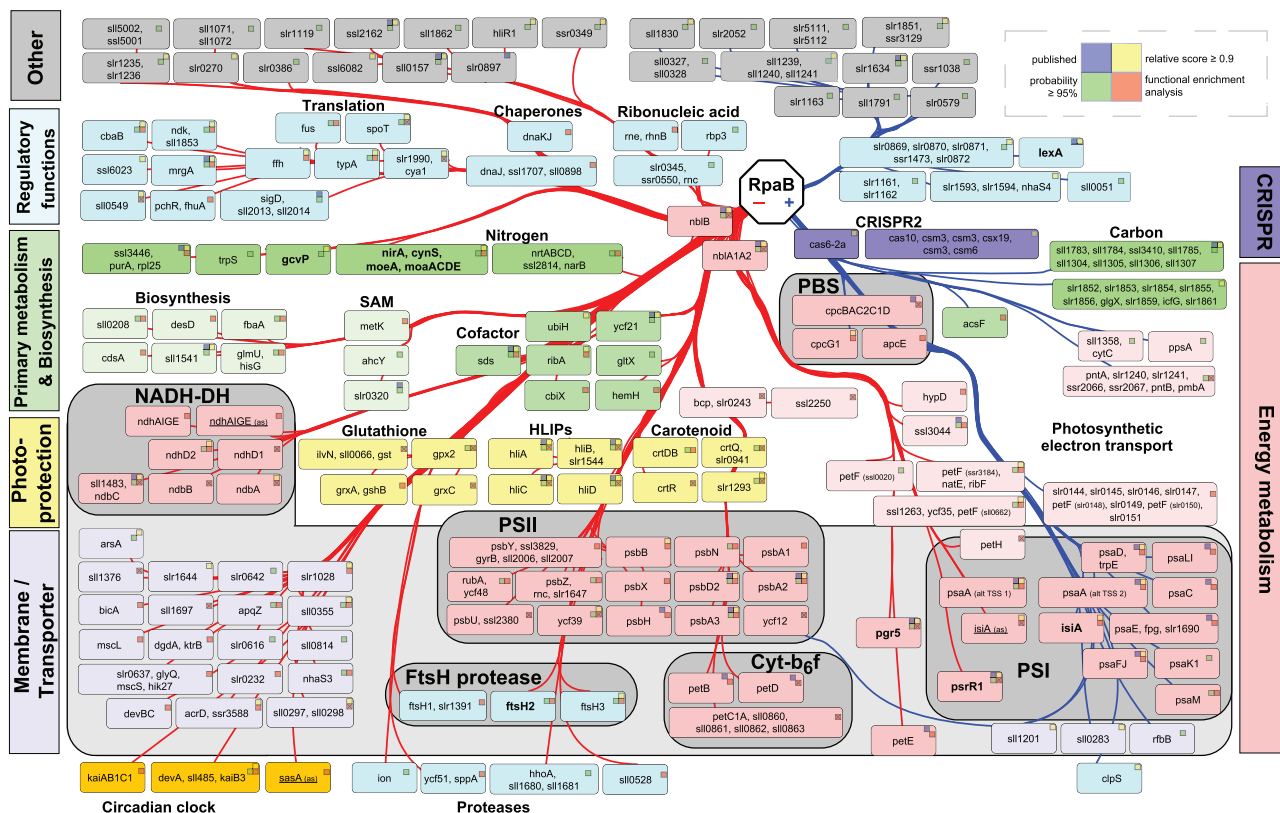 Other
sll5002,
ssl5001
sll1071,
sll1072
slr1119
ssl2162
sll1862
hliR1
ssr0349
slr1235,
slr1236
slr0270
slr0386
ssl6082
sll0157
slr0897
sll1830
slr2052
slr5111,
slr5112
slr1851,
ssr3129
sll0327,
sll0328
sll1239,
sll1240, sll1241
slr1634
ssr1038
slr1163
sll1791
slr0579
published
relative score ≥ 0.9
probability
≥ 95%
functional enrichment
analysis
Regulatory
functions
Translation
Chaperones
Ribonucleic acid
cbaB
ndk,
sll1853
fus
spoT
dnaKJ
rne, rhnB
rbp3
ssl6023
mrgA
ffh
typA
slr1990,
cya1
dnaJ, ssl1707, sll0898
slr0345,
ssr0550, rnc
sll0549
pchR, fhuA
sigD,
sll2013, sll2014
slr0869, slr0870, slr0871,
ssr1473, slr0872
lexA
slr1161,
slr1162
slr1593, slr1594, nhaS4
sll0051
RpaB
− +
nblB
nblA1A2
CRISPR
CRISPR2
cas6-2a
cas10, csm3, csm3, csx19,
csm3, csm6
Primary metabolism
& Biosynthesis
Nitrogen
ssl3446,
purA, rpl25
trpS
gcvP
nirA, cynS,
moeA, moaACDE
nrtABCD,
ssl2814, narB
Carbon
sll1783, sll1784, ssl3410, sll1785,
sll1304, sll1305, sll1306, sll1307
slr1852, slr1853, slr1854, slr1855,
slr1856, glgX, slr1859, icfG, slr1861
Biosynthesis
sll0208
desD
fbaA
cdsA
sll1541
glmU,
hisG
SAM
metK
ahcY
slr0320
Cofactor
ubiH
ycf21
sds
ribA
gltX
cbiX
hemH
PBS
cpcBAC2C1D
cpcG1
apcE
acsF
sll1358,
cytC
ppsA
pntA, slr1240, slr1241,
ssr2066, ssr2067, pntB, pmbA
Energy metabolism
NADH-DH
ndhAIGE
ndhAIGE (as)
ndhD2
ndhD1
sll1483,
ndbC
ndbB
ndbA
Photo-
protection
Glutathione
ilvN, sll0066, gst
gpx2
grxA, gshB
grxC
HLIPs
hliA
hliB,
slr1544
hliC
hliD
Carotenoid
crtDB
crtQ,
slr0941
crtR
slr1293
bcp, slr0243
ssl2250
hypD
ssl3044
Photosynthetic
electron transport
petF (ssl0020)
petF (ssr3184),
natE, ribF
ssl1263, ycf35, petF (sll0662)
slr0144, slr0145, slr0146, slr0147,
petF (slr0148), slr0149, petF (slr0150),
slr0151
petH
Membrane /
Transporter
arsA
sll1376
slr1644
slr0642
slr1028
bicA
sll1697
apqZ
sll0355
mscL
dgdA, ktrB
slr0616
sll0814
slr0637, glyQ,
mscS, hik27
slr0232
nhaS3
devBC
acrD, ssr3588
sll0297, sll0298
PSII
psbY, ssl3829,
gyrB, sll2006, sll2007
psbB
psbN
psbA1
rubA,
ycf48
psbZ,
rnc, slr1647
psbX
psbD2
psbA2
psbU, ssl2380
ycf39
psbH
psbA3
ycf12
FtsH protease
ftsH1, slr1391
ftsH2
ftsH3
Cyt-b6f
petB
petD
petC1A, sll0860,
sll0861, sll0862, sll0863
pgr5
petE
PSI
psaD,
trpE
psaLI
psaA (alt TSS 1)
psaA (alt TSS 2)
psaC
isiA (as)
isiA
psaE, fpg, slr1690
psaFJ
psaK1
psrR1
psaM
sll1201
sll0283
rfbB
clpS
kaiAB1C1
devA, sll485, kaiB3
sasA (as)
Circadian clock
ion
ycf51, sppA
hhoA,
sll1680, sll1681
sll0528
Proteases